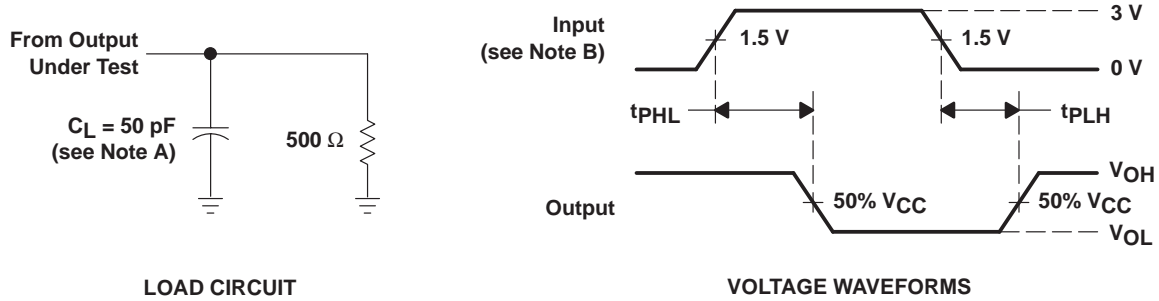 From Output
Under Test
CL = 50 pF
(see Note A)
500 Ω
LOAD CIRCUIT
Input
(see Note B)
1.5 V
1.5 V
3 V
0 V
tPHL
tPLH
Output
50% VCC
50% VCC
VOH
VOL
VOLTAGE WAVEFORMS